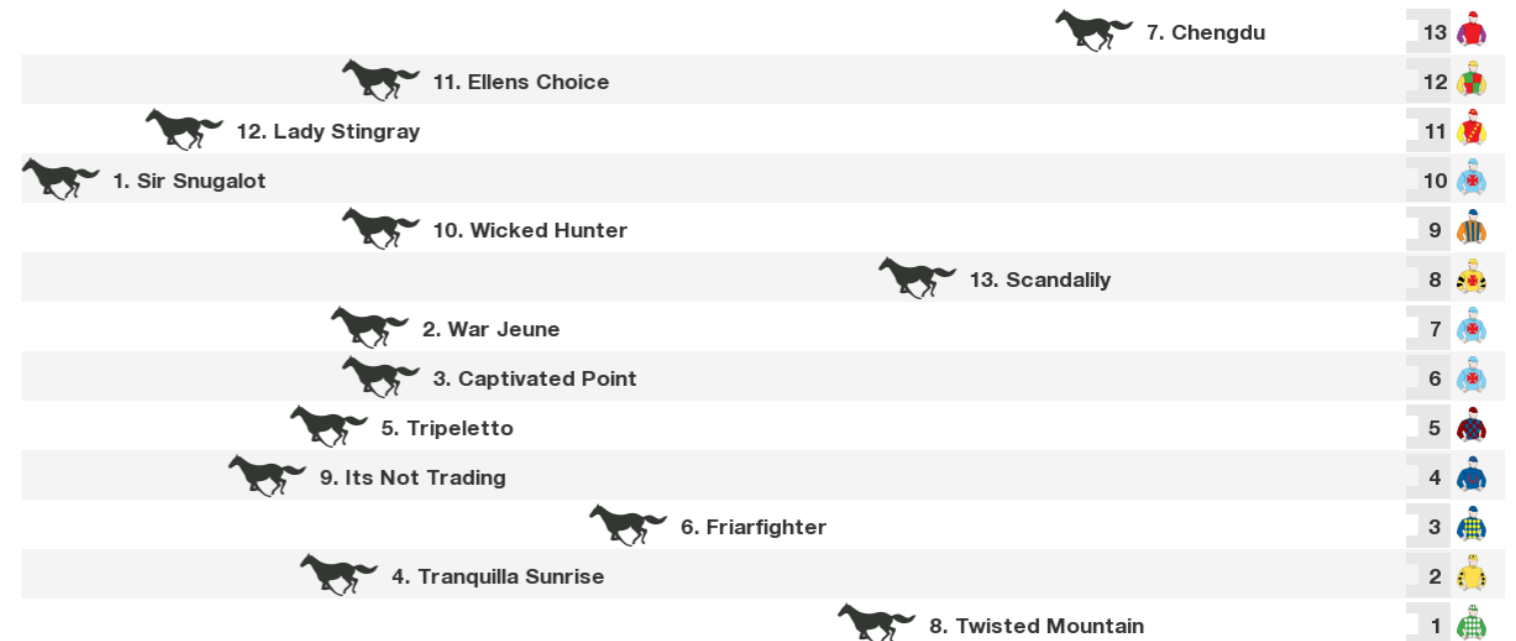 7. Chengdu 13
11. Ellens Choice 12
12. Lady Stingray 11
1. Sir Snugalot 10
10. Wicked Hunter 9
13. Scandalily 8
2. War Jeune 7
3. Captivated Point 6
5. Tripeletto 5
9. Its Not Trading 4
6. Friarfighter 3
4. Tranquilla Sunrise 2
8. Twisted Mountain 1